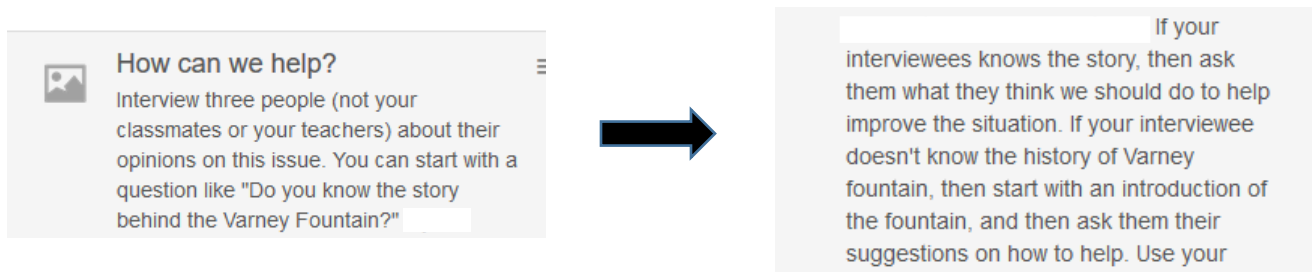 How can we help?
Interview three people (not your
classmates or your teachers) about their
opinions on this issue. You can start with a
question like "Do you know the story
behind the Varney Fountain?"
If your
interviewees knows the story, then ask
them what they think we should do to help
improve the situation. If your interviewee
doesn't know the history of Varney
fountain, then start with an introduction of
the fountain, and then ask them their
suggestions on how to help. Use your